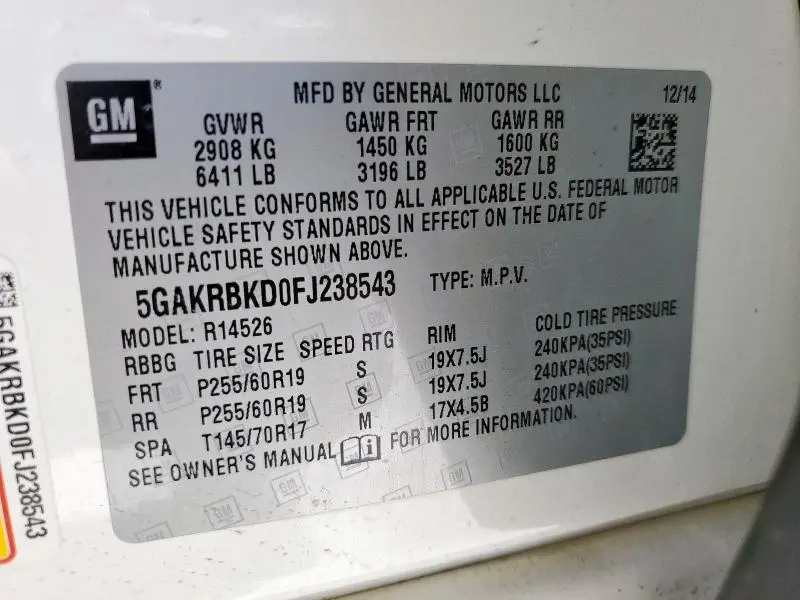 GM ® MFD BY GENERAL MOTORS LLC 12/14
GVWR GAWR FRT GAWR RR
2908 KG 1450 KG 1600 KG
6411 LB 3196 LB 3527 LB
THIS VEHICLE CONFORMS TO ALL APPLICABLE U.S. FEDERAL MOTOR
VEHICLE SAFETY STANDARDS IN EFFECT ON THE DATE OF
MANUFACTURE SHOWN ABOVE.
5GAKRBKD0FJ238543 TYPE: M.P.V.
MODEL: R14526
RBBG TIRE SIZE SPEED RTG RIM COLD TIRE PRESSURE
FRT P255/60R19 S 19X7.5J 240KPA(35PSI)
RR P255/60R19 S 19X7.5J 240KPA(35PSI)
SPA T145/70R17 M 17X4.5B 420KPA(60PSI)
SEE OWNER'S MANUAL FOR MORE INFORMATION.
5GAKRBKD0FJ238543